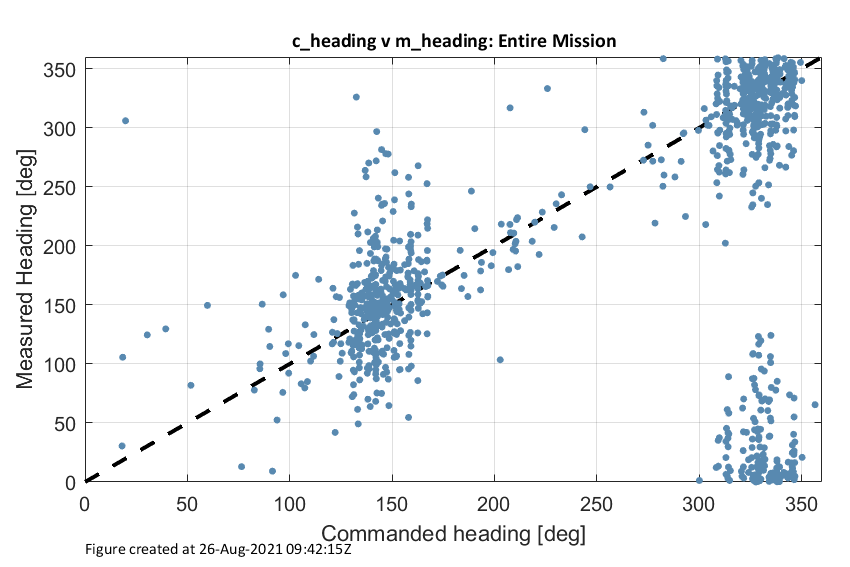 c_heading v m_heading: Entire Mission
Measured Heading [deg]
350
300
250
200
150
100
50
0
0 50 100 150 200 250 300 350
Commanded heading [deg]
Figure created at 26-Aug-2021 09:42:15Z